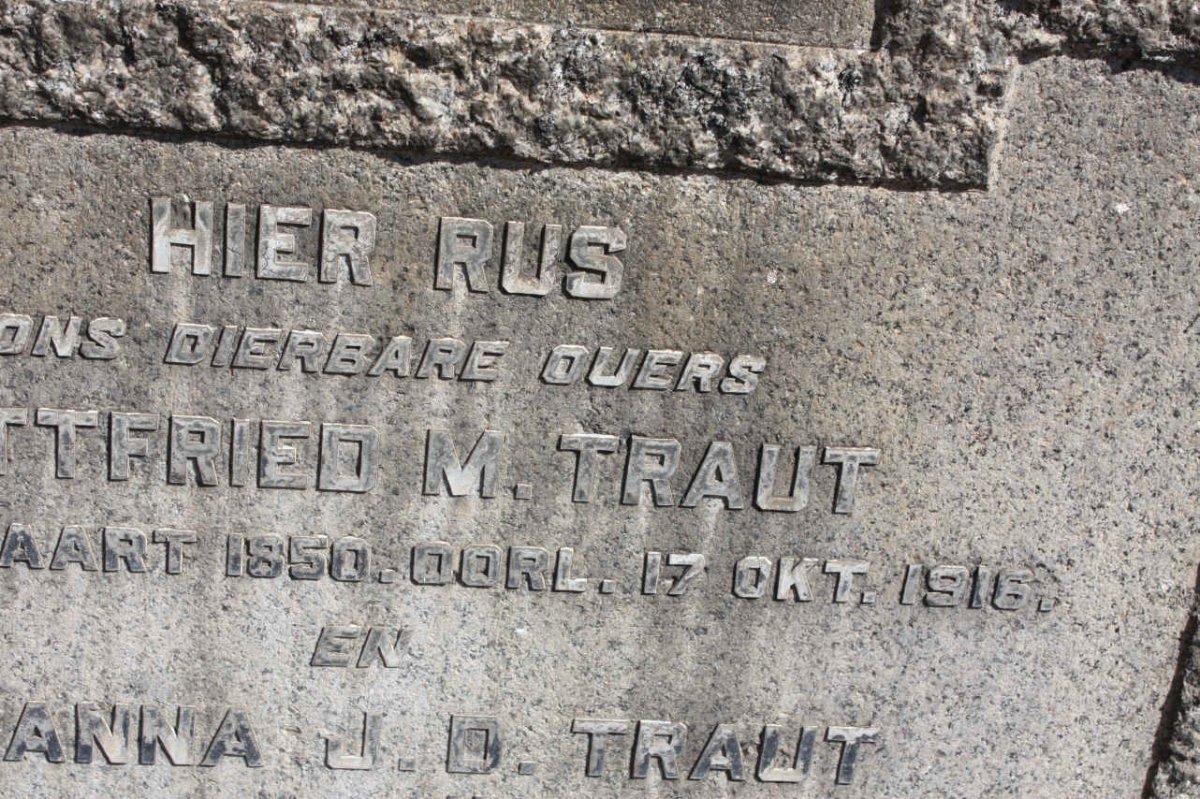 HIER RUS
ONS DIERBARE OUERS
TTFRIED M. TRAUT
AART 1850. OORL. 17 OKT. 1916.
EN
ANNA J. D. TRAUT